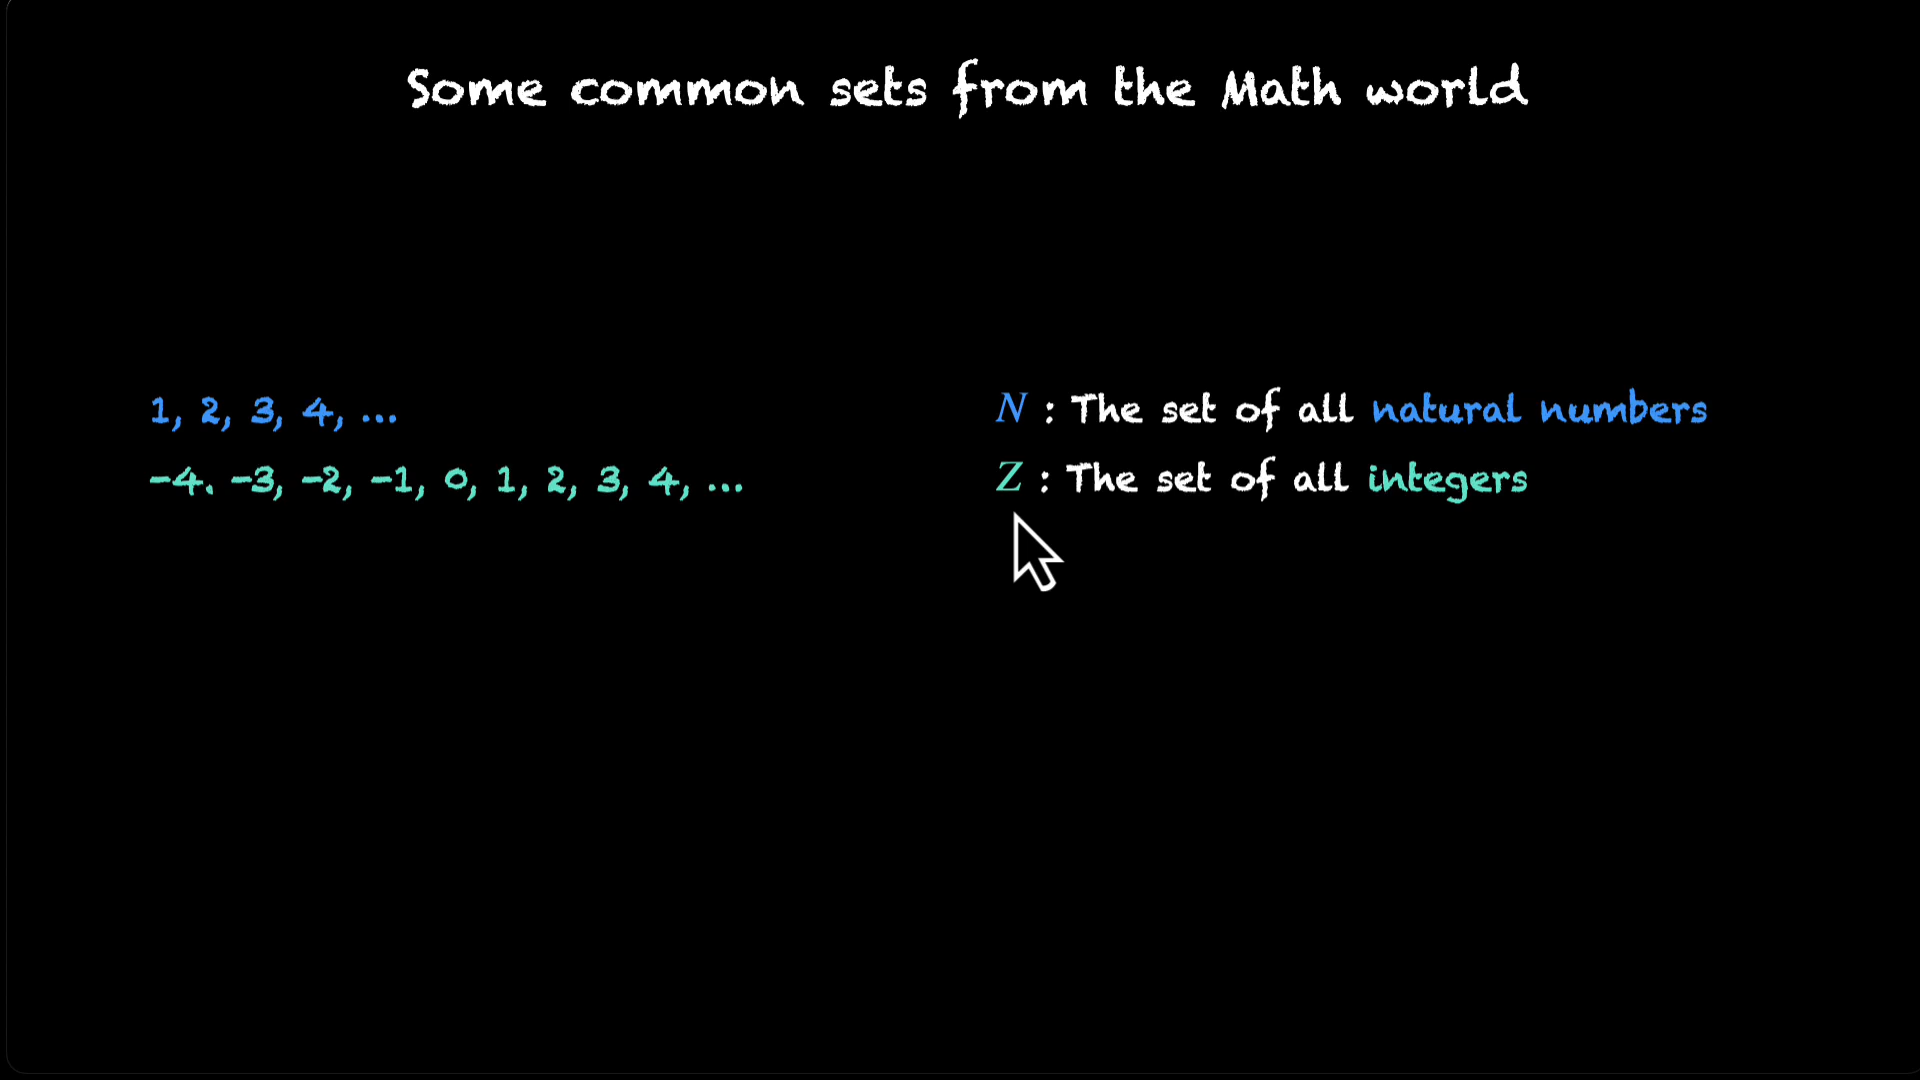 Some common sets from the Math world
1, 2, 3, 4, ...
N : The set of all natural numbers
-4. -3, -2, -1, 0, 1, 2, 3, 4, ...
Z : The set of all integers